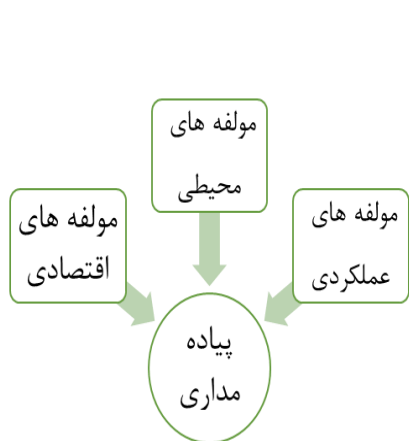 مولفه های
محیطی
مولفه های
عملکردی
مولفه های
اقتصادی
پیاده
مداری